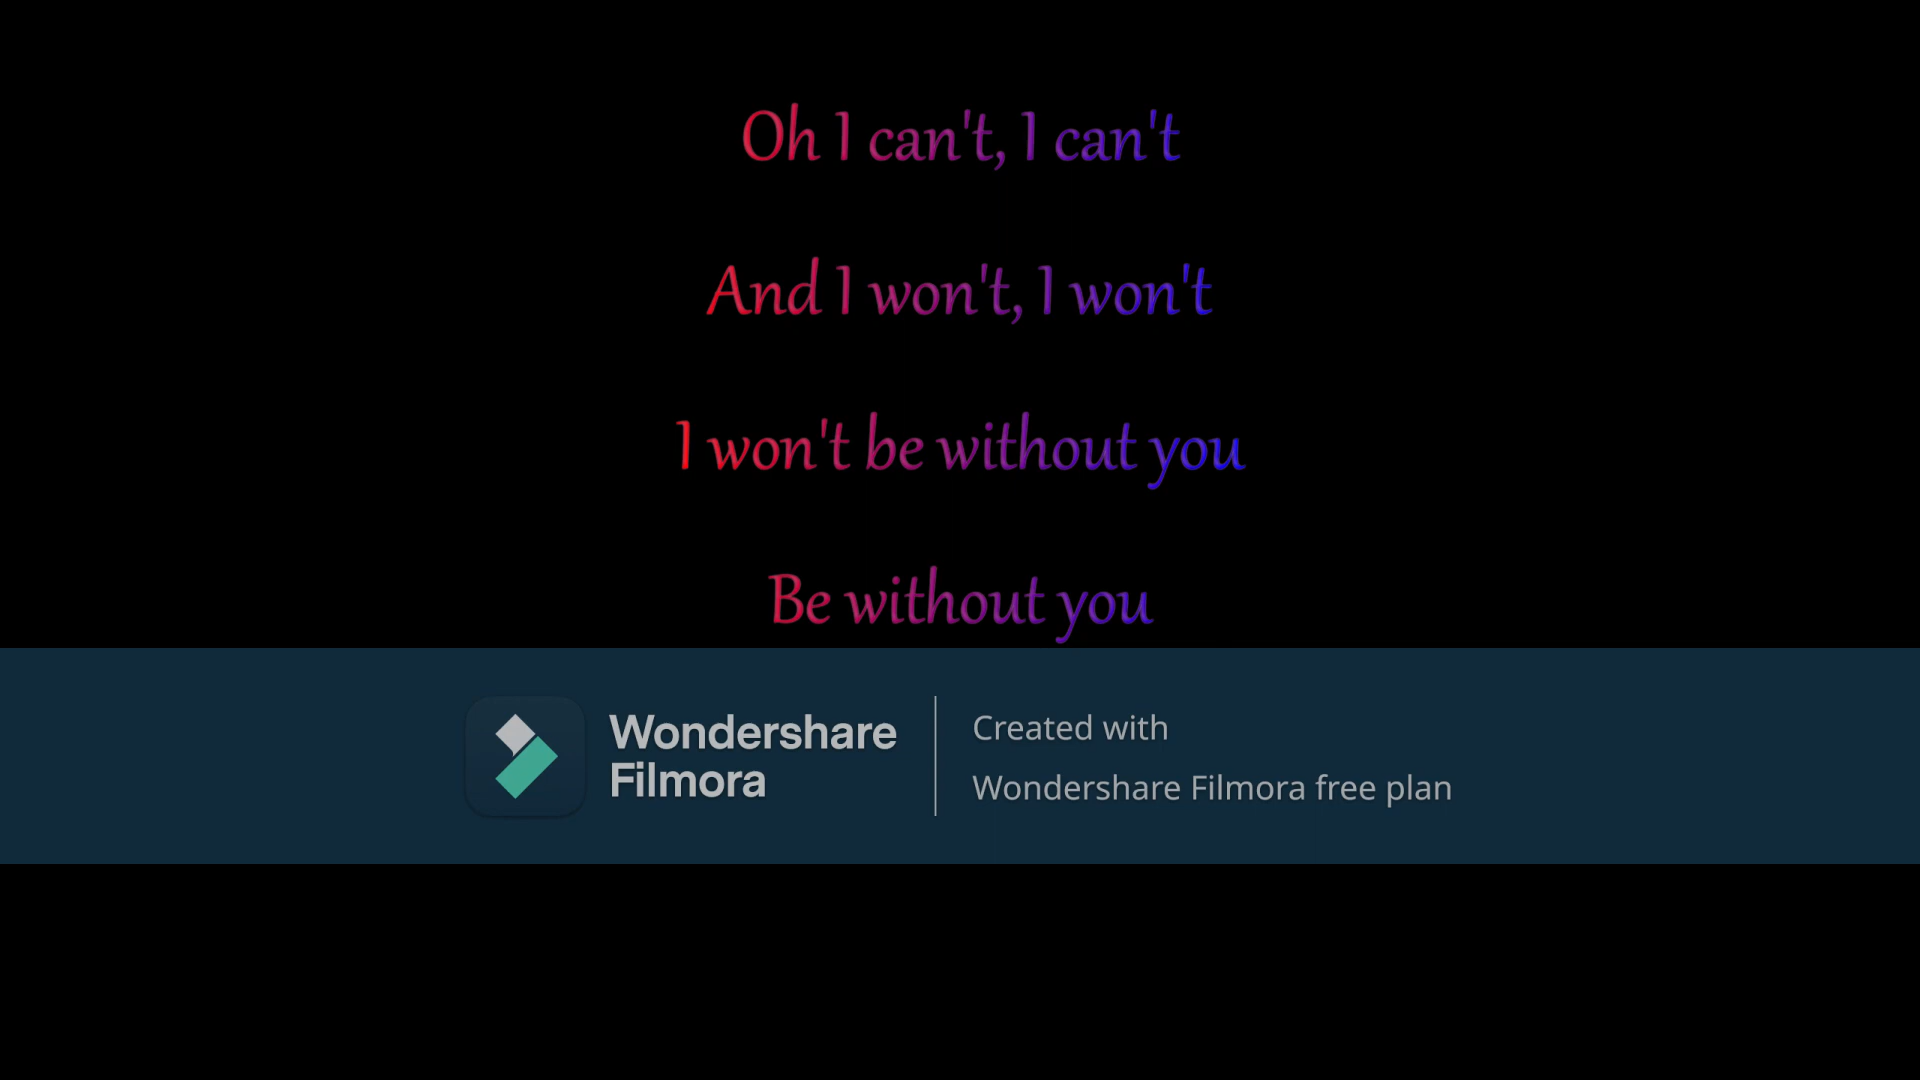 Oh I can't, I can't
And I won't, I won't
I won't be without you
Be without you
Wondershare
Filmora
Created with
Wondershare Filmora free plan